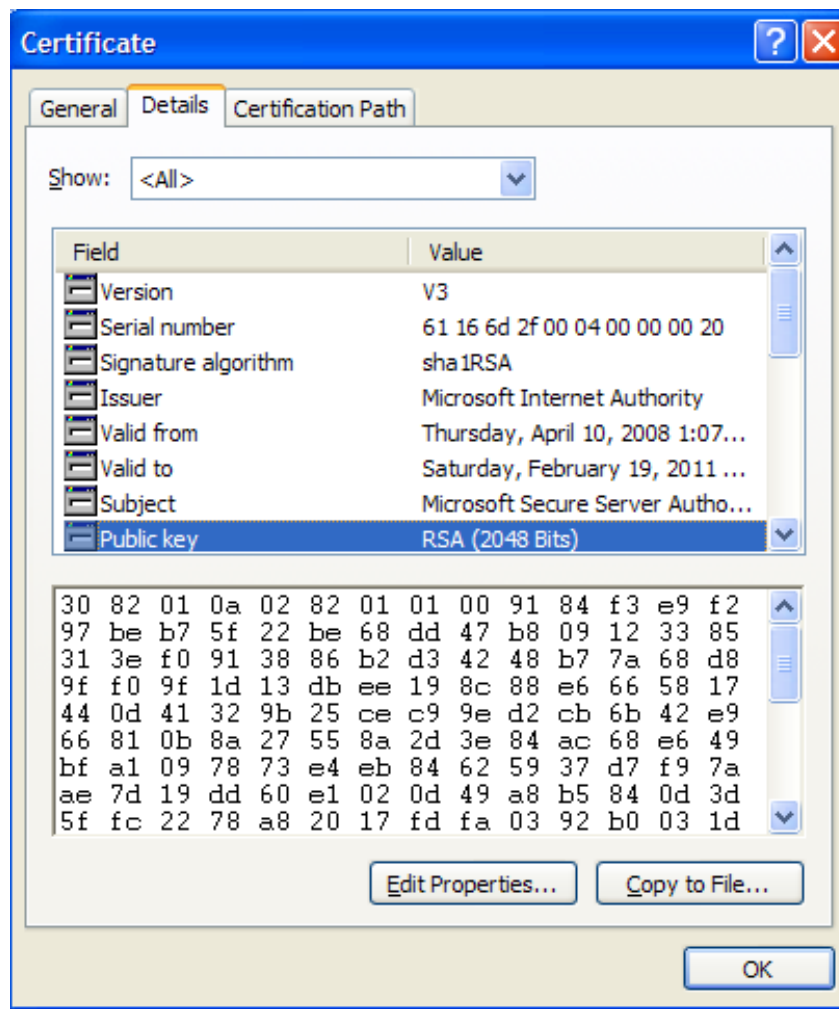 Certificate
General Details Certification Path
Show: <All>
Field Value
Version V3
Serial number 61 16 6d 2f 00 04 00 00 00 20
Signature algorithm sha1RSA
Issuer Microsoft Internet Authority
Valid from Thursday, April 10, 2008 1:07...
Valid to Saturday, February 19, 2011 ...
Subject Microsoft Secure Server Autho...
Public key RSA (2048 Bits)
30 82 01 0a 02 82 01 01 00 91 84 f3 e9 f2
97 be b7 5f 22 be 68 dd 47 b8 09 12 33 85
31 3e f0 91 38 86 b2 d3 42 48 b7 7a 68 d8
9f f0 9f 1d 13 db ee 19 8c 88 e6 66 58 17
44 0d 41 32 9b 25 ce c9 9e d2 cb 6b 42 e9
66 81 0b 8a 27 55 8a 2d 3e 84 ac 68 e6 49
bf a1 09 78 73 e4 eb 84 62 59 37 d7 f9 7a
ae 7d 19 dd 60 e1 02 0d 49 a8 b5 84 0d 3d
5f fc 22 78 a8 20 17 fd fa 03 92 b0 03 1d
Edit Properties... Copy to File...
OK